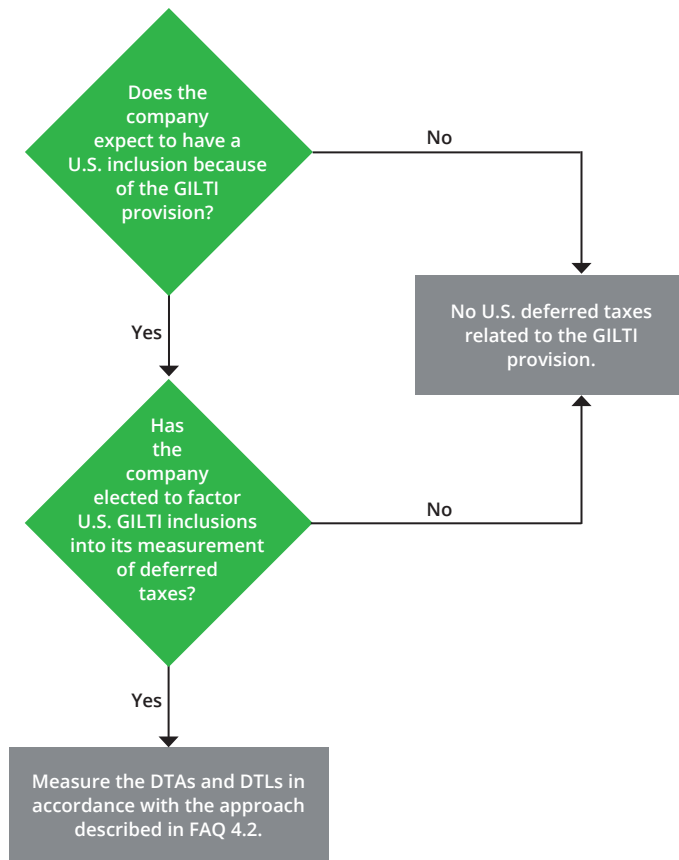 Does the
company
expect to have a
U.S. inclusion because
of the GILTI
provision?
No
No U.S. deferred taxes
related to the GILTI
provision.
Yes
Has
the
company
elected to factor
U.S. GILTI inclusions
into its measurement
of deferred
taxes?
No
Yes
Measure the DTAs and DTLs in
accordance with the approach
described in FAQ 4.2.